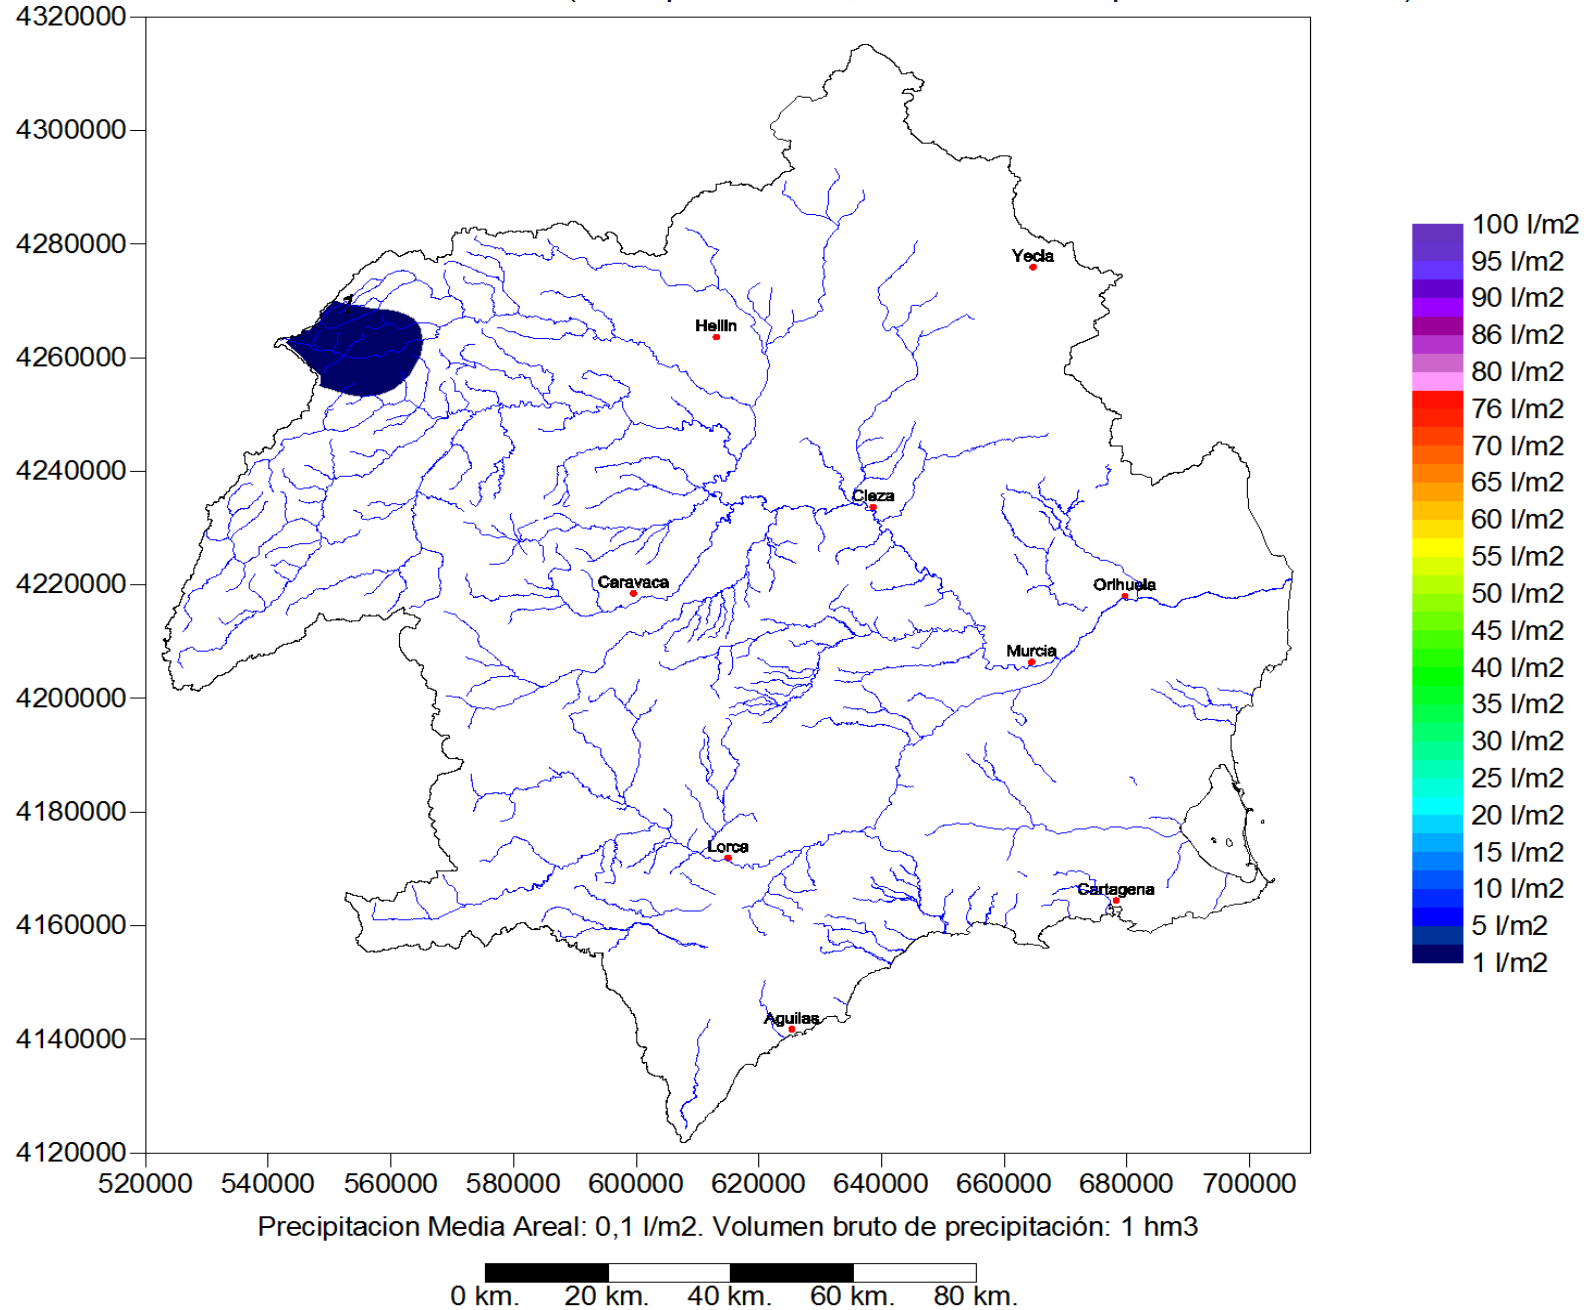 4320000
4300000
4280000
4260000
4240000
4220000
4200000
4180000
4160000
4140000
4120000
520000 540000 560000 580000 600000 620000 640000 660000 680000 700000
Yecla
Hellin
1
Cieza
Caravaca
Orihuela
Murcia
Lorca
Cartagena
Aguilas
100 l/m2
95 l/m2
90 l/m2
86 l/m2
80 l/m2
76 l/m2
70 l/m2
65 l/m2
60 l/m2
55 l/m2
50 l/m2
45 l/m2
40 l/m2
35 l/m2
30 l/m2
25 l/m2
20 l/m2
15 l/m2
10 l/m2
5 l/m2
1 l/m2
Precipitacion Media Areal: 0,1 l/m2. Volumen bruto de precipitación: 1 hm3
0 km. 20 km. 40 km. 60 km. 80 km.